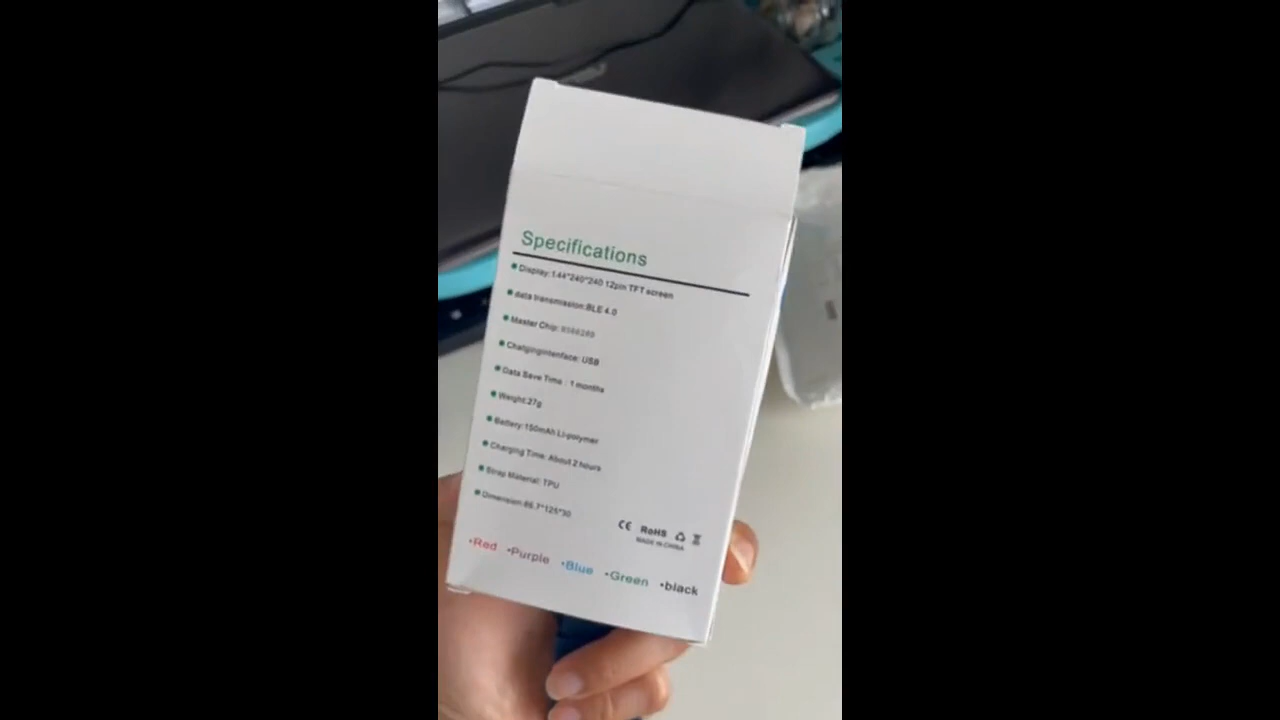 Specifications
Display:1.44*240*240 12pin TFT screen
data transmission:BLE 4.0
Master Chip:
Charginginterface: USB
Data Save Time : 1 months
Weight:27g
Battery:150mAh Li-polymer
Charging Time: About 2 hours
Strap Material: TPU
Dimension:
CE RoHS
MADE IN CHINA
•Red •Purple •Blue •Green •black